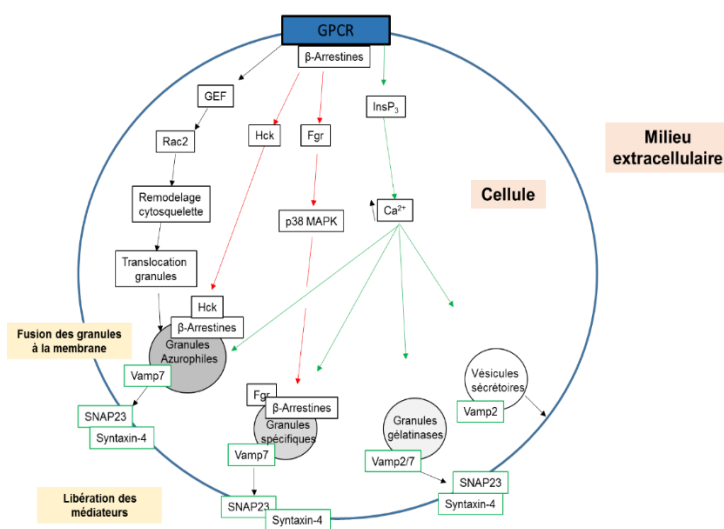 GPCR
β-Arrestines
GEF
Hck
Fgr
InsP3
Milieu
extracellulaire
Rac2
Cellule
Remodelage
cytosquelette
p38 MAPK
Ca2+
Translocation
granules
Hck
β-Arrestines
Fusion des granules
à la membrane
Granules
Azurophiles
Vamp7
Vésicules
sécrétoires
Vamp2
SNAP23
Syntaxin-4
Fgr
β-Arrestines
Granules
spécifiques
Vamp7
Granules
gélatinases
Vamp2/7
SNAP23
Syntaxin-4
Libération des
médiateurs
SNAP23
Syntaxin-4